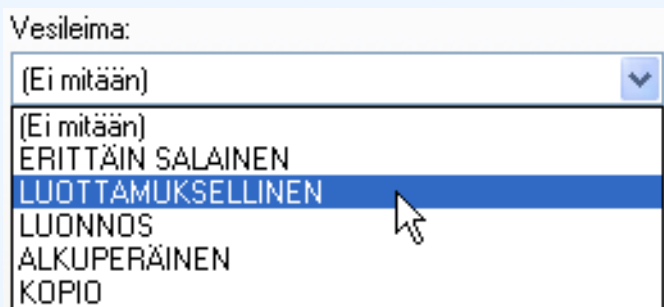 Vesileima:
(Ei mitään)
(Ei mitään)
ERITTÄIN SALAINEN
LUOTTAMUKSELLINEN
LUONNOS
ALKUPERÄINEN
KOPIO